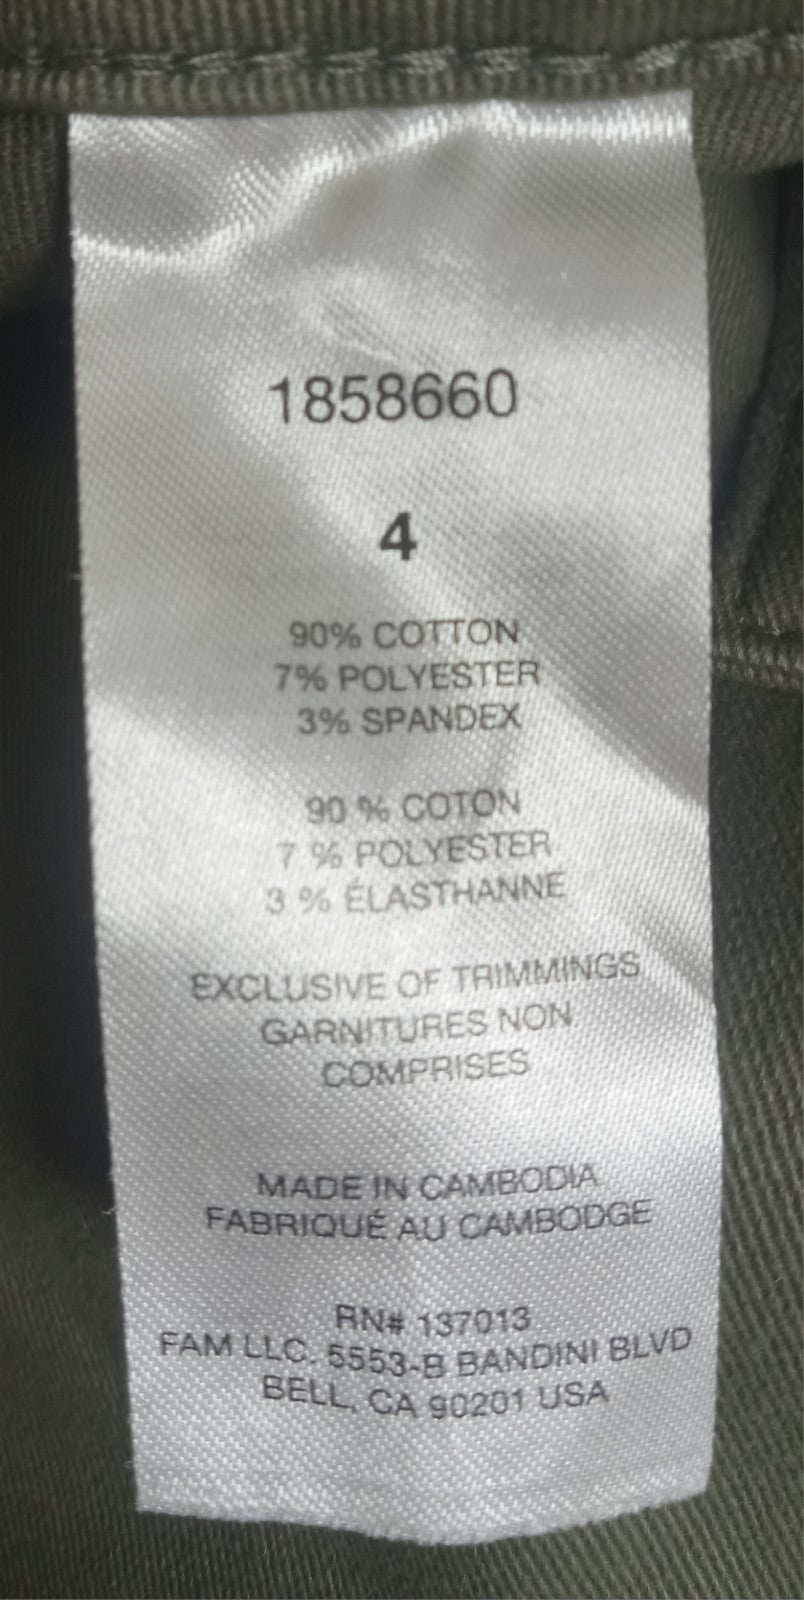 1858660
4
90% COTTON
7% POLYESTER
3% SPANDEX
90 % COTON
7 % POLYESTER
3 % ÉLASTHANNE
EXCLUSIVE OF TRIMMINGS
GARNITURES NON
COMPRISES
MADE IN CAMBODIA
FABRIQUÉ AU CAMBODGE
RN# 137013
FAM LLC. 5553-B BANDINI BLVD
BELL, CA 90201 USA